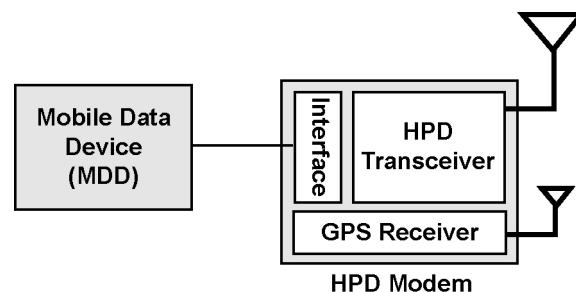 Mobile Data
Device
(MDD)
Interface
HPD
Transceiver
GPS Receiver
HPD Modem